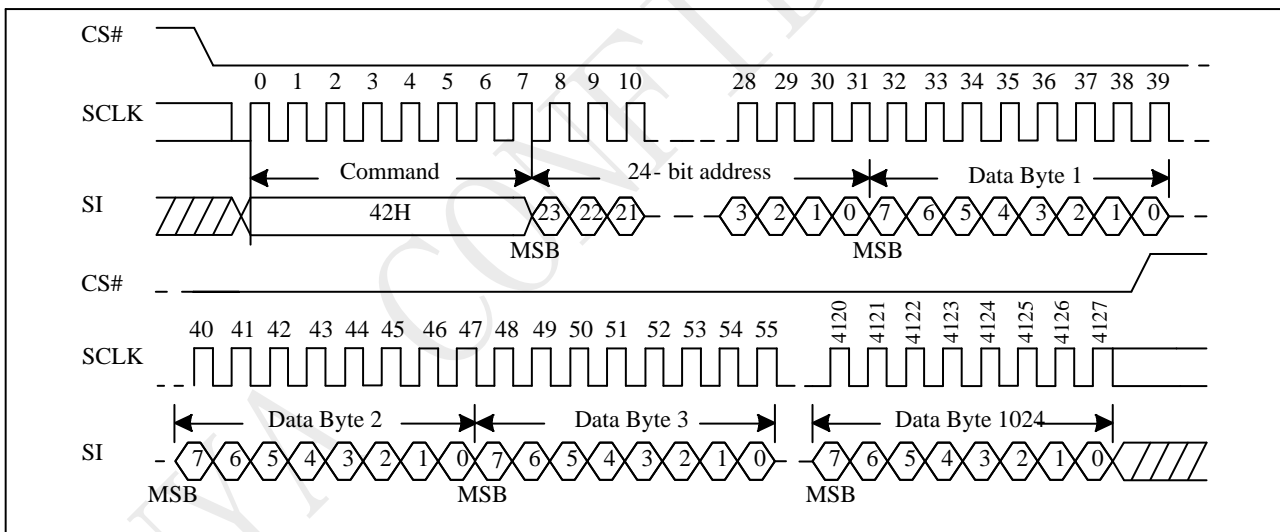 CS#
0 1 2 3 4 5 6 7 8 9 10 28 29 30 31 32 33 34 35 36 37 38 39
SCLK
Command 24- bit address Data Byte 1
SI 42H 23 22 21 3 2 1 0 7 6 5 4 3 2 1 0
MSB MSB
CS#
40 41 42 43 44 45 46 47 48 49 50 51 52 53 54 55 4120 4121 4122 4123 4124 4125 4126 4127
SCLK
Data Byte 2 Data Byte 3 Data Byte 1024
SI 7 6 5 4 3 2 1 0 7 6 5 4 3 2 1 0 7 6 5 4 3 2 1 0
MSB MSB MSB